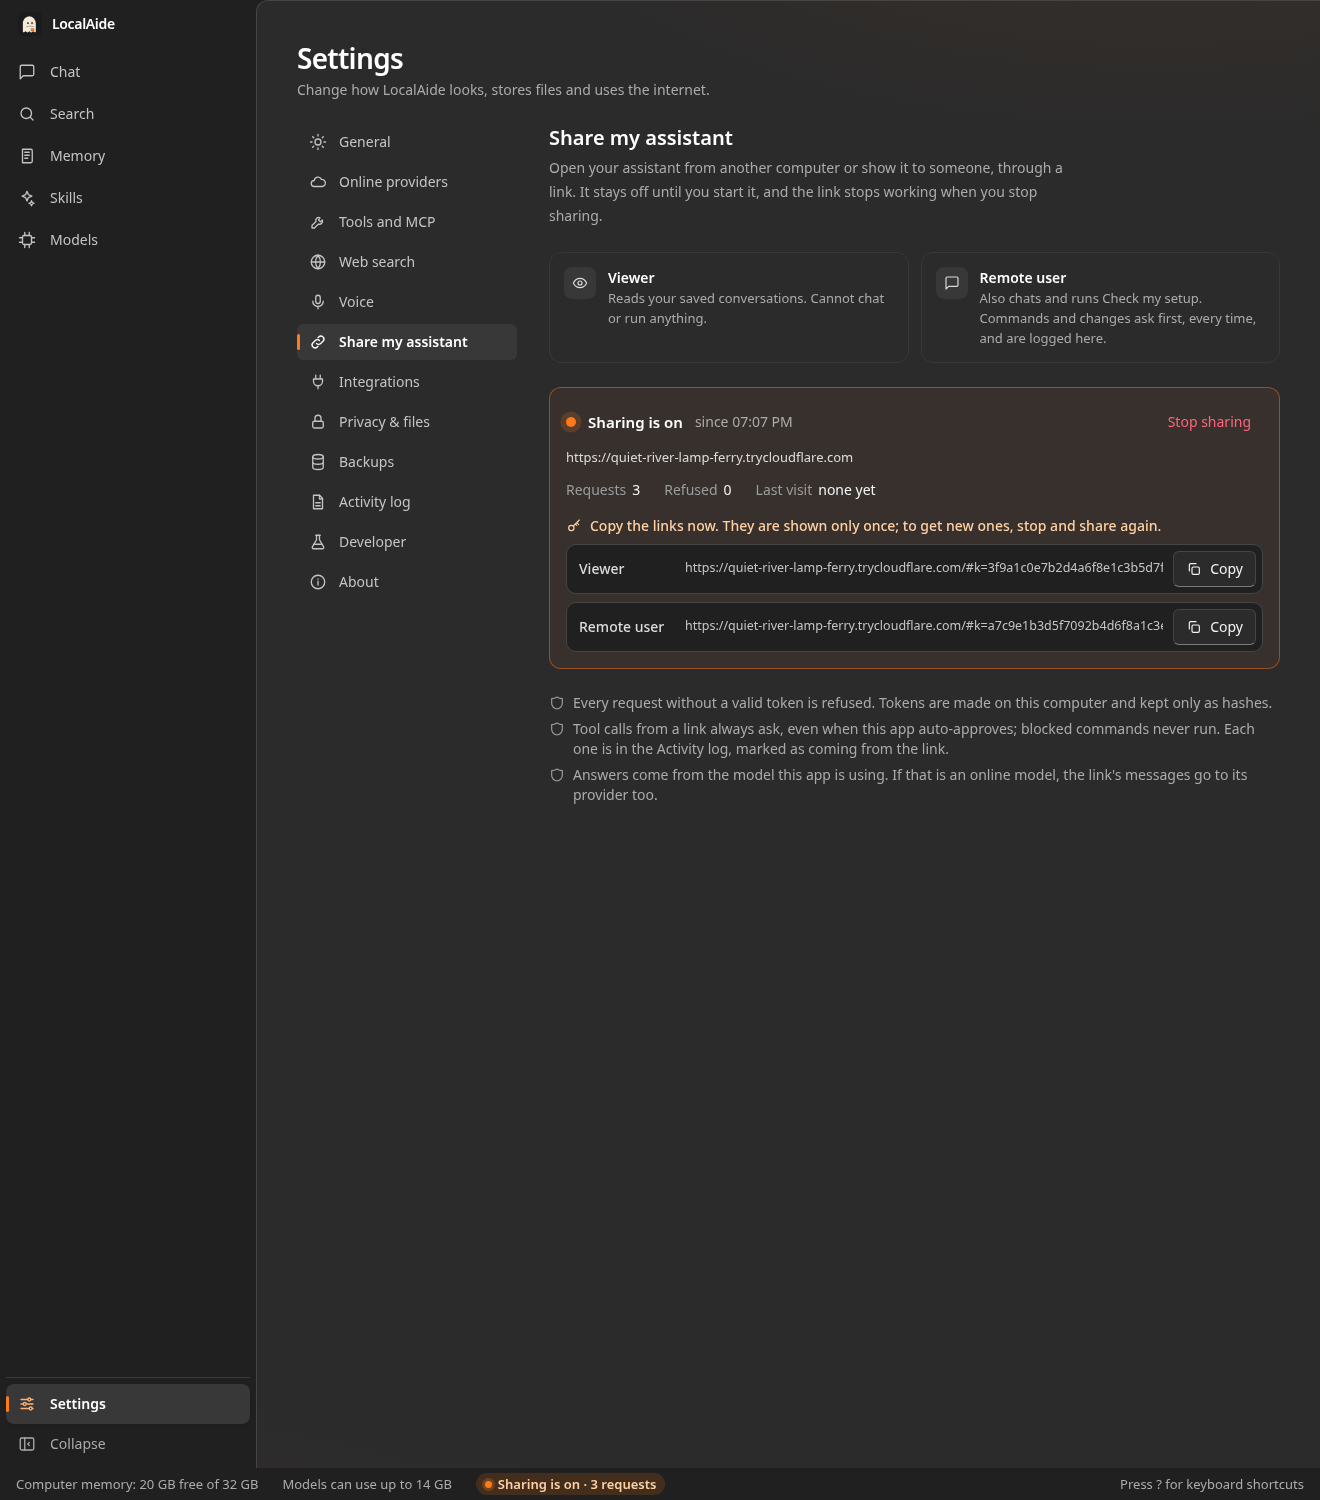 LocalAide
Chat
Search
Memory
Skills
Models
Settings
Change how LocalAide looks, stores files and uses the internet.
General
Online providers
Tools and MCP
Web search
Voice
Share my assistant
Integrations
Privacy & files
Backups
Activity log
Developer
About
Share my assistant
Open your assistant from another computer or show it to someone, through a
link. It stays off until you start it, and the link stops working when you stop
sharing.
Viewer
Reads your saved conversations. Cannot chat
or run anything.
Remote user
Also chats and runs Check my setup.
Commands and changes ask first, every time,
and are logged here.
Sharing is on since 07:07 PM
Stop sharing
https://quiet-river-lamp-ferry.trycloudflare.com
Requests 3 Refused 0 Last visit none yet
Copy the links now. They are shown only once; to get new ones, stop and share again.
Viewer https://quiet-river-lamp-ferry.trycloudflare.com/#k=3f9a1c0e7b2d4a6f8e1c3b5d7f Copy
Remote user https://quiet-river-lamp-ferry.trycloudflare.com/#k=a7c9e1b3d5f7092b4d6f8a1c3e Copy
Every request without a valid token is refused. Tokens are made on this computer and kept only as hashes.
Tool calls from a link always ask, even when this app auto-approves; blocked commands never run. Each
one is in the Activity log, marked as coming from the link.
Answers come from the model this app is using. If that is an online model, the link's messages go to its
provider too.
Settings
Collapse
Computer memory: 20 GB free of 32 GB
Models can use up to 14 GB
Sharing is on · 3 requests
Press ? for keyboard shortcuts